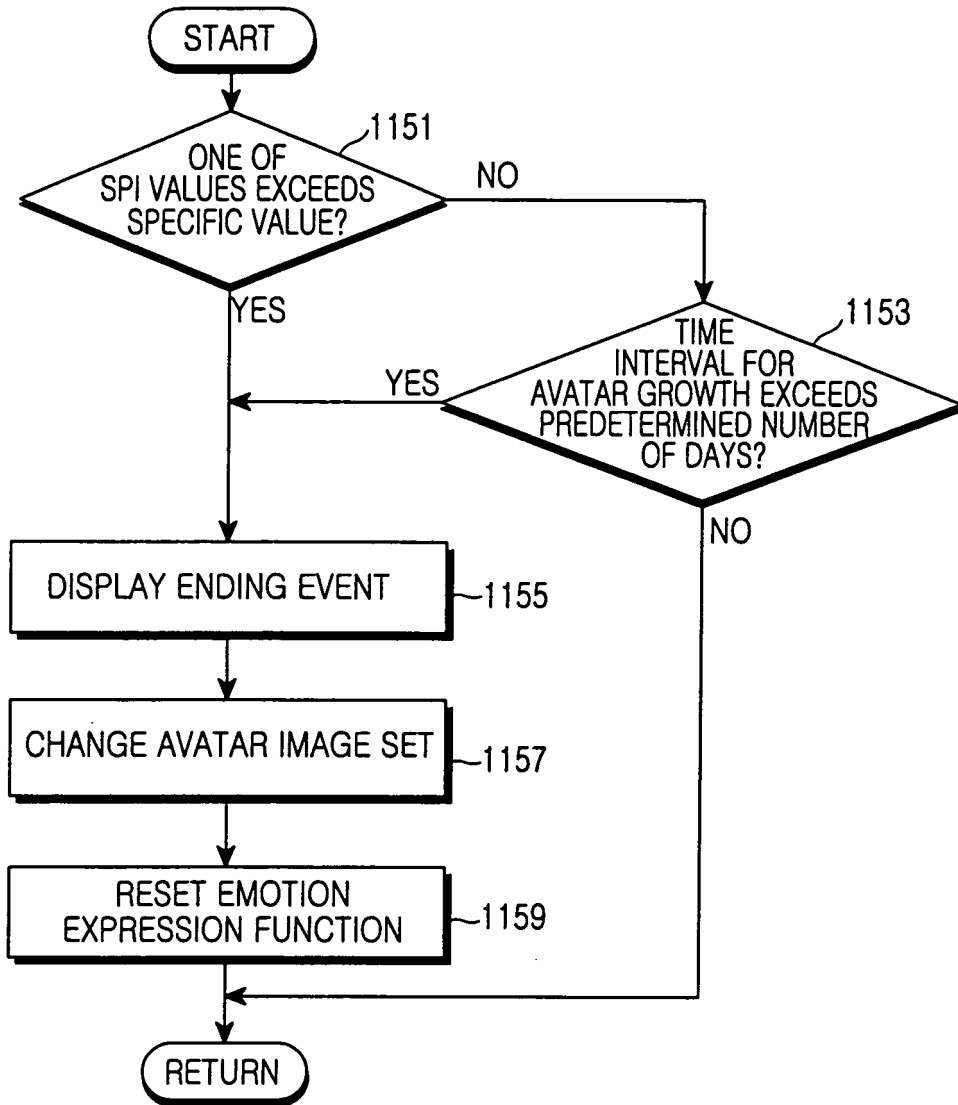 START
1151
ONE OF
SPI VALUES EXCEEDS
SPECIFIC VALUE?
NO
YES
1153
TIME
INTERVAL FOR
AVATAR GROWTH EXCEEDS
PREDETERMINED NUMBER
OF DAYS?
YES
NO
DISPLAY ENDING EVENT
1155
CHANGE AVATAR IMAGE SET
1157
RESET EMOTION
EXPRESSION FUNCTION
1159
RETURN